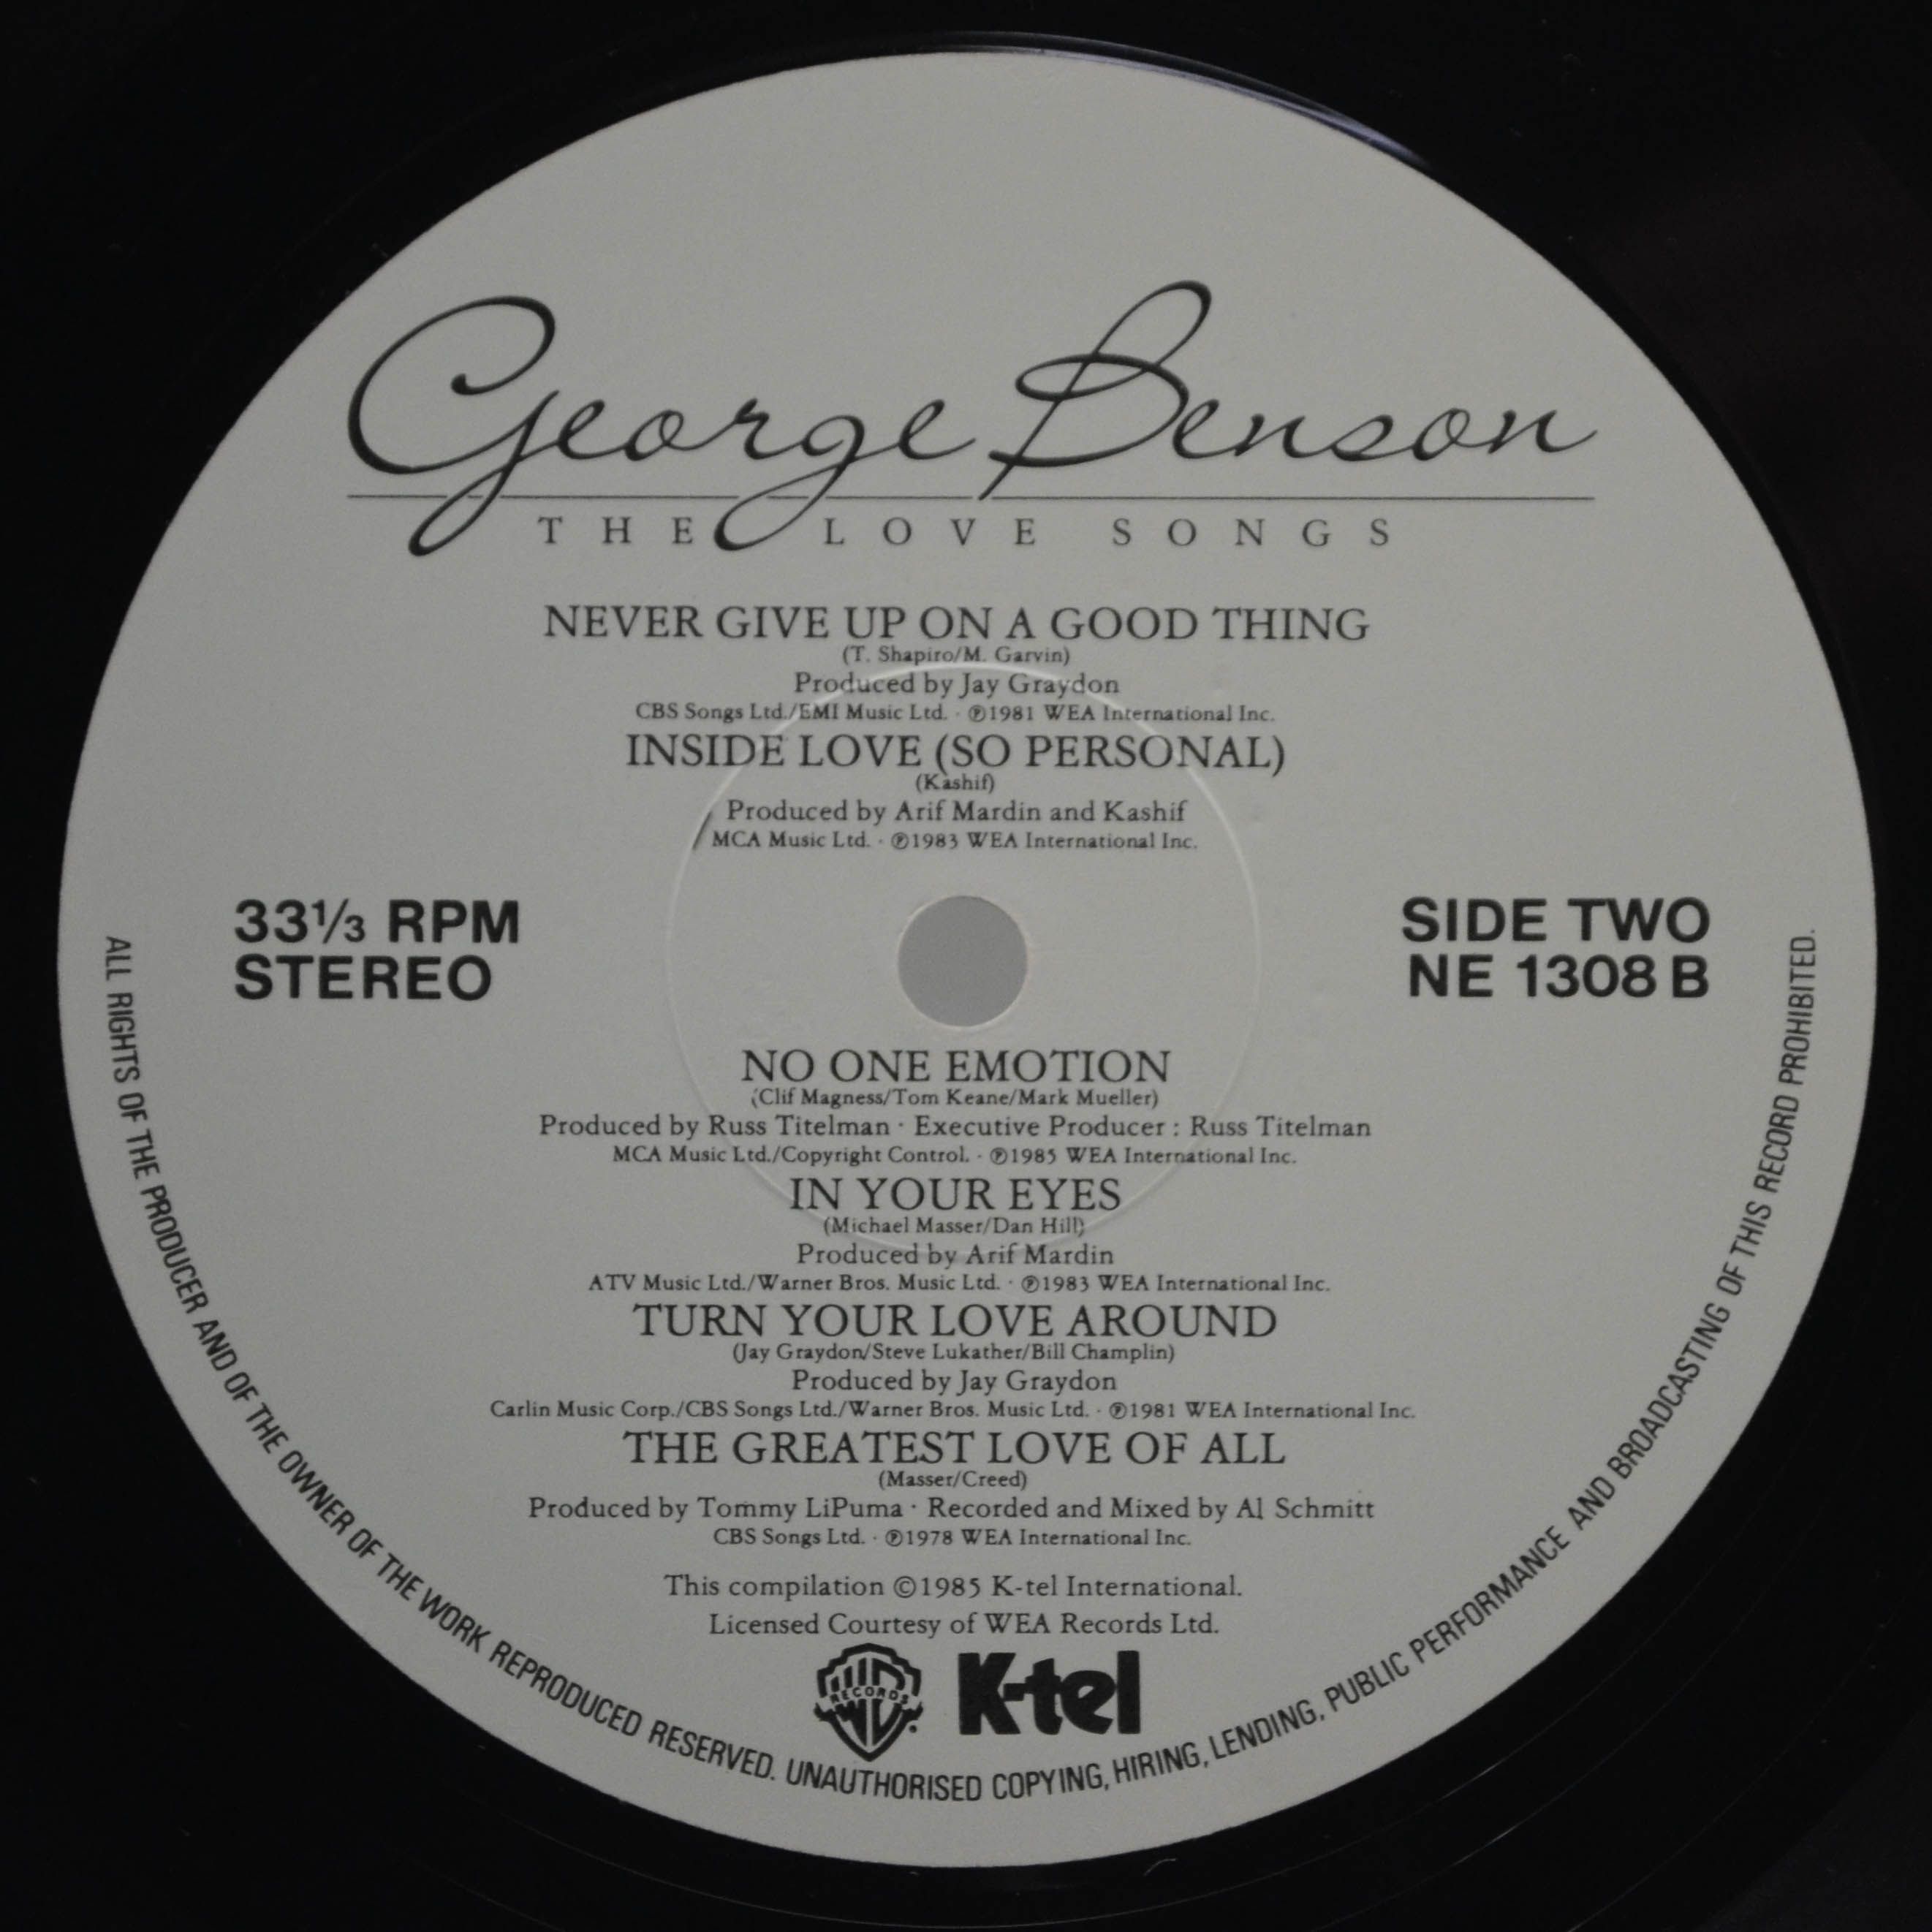 George Benson
THE LOVE SONGS
NEVER GIVE UP ON A GOOD THING
(T. Shapiro/M. Garvin)
Produced by Jay Graydon
CBS Songs Ltd./EMI Music Ltd. · ℗1981 WEA International Inc.
INSIDE LOVE (SO PERSONAL)
(Kashif)
Produced by Arif Mardin and Kashif
MCA Music Ltd. · ℗1983 WEA International Inc.
33⅓ RPM
STEREO
SIDE TWO
NE 1308 B
NO ONE EMOTION
(Clif Magness/Tom Keane/Mark Mueller)
Produced by Russ Titelman · Executive Producer : Russ Titelman
MCA Music Ltd./Copyright Control. · ℗1985 WEA International Inc.
IN YOUR EYES
(Michael Masser/Dan Hill)
Produced by Arif Mardin
ATV Music Ltd./Warner Bros. Music Ltd. · ℗1983 WEA International Inc.
TURN YOUR LOVE AROUND
(Jay Graydon/Steve Lukather/Bill Champlin)
Produced by Jay Graydon
Carlin Music Corp./CBS Songs Ltd./Warner Bros. Music Ltd. · ℗1981 WEA International Inc.
THE GREATEST LOVE OF ALL
(Masser/Creed)
Produced by Tommy LiPuma · Recorded and Mixed by Al Schmitt
CBS Songs Ltd. · ℗1978 WEA International Inc.
This compilation ©1985 K-tel International.
Licensed Courtesy of WEA Records Ltd.
RECORDS
K-tel
ALL RIGHTS OF THE PRODUCER AND OF THE OWNER OF THE WORK REPRODUCED RESERVED. UNAUTHORISED COPYING, HIRING, LENDING, PUBLIC PERFORMANCE AND BROADCASTING OF THIS RECORD PROHIBITED.